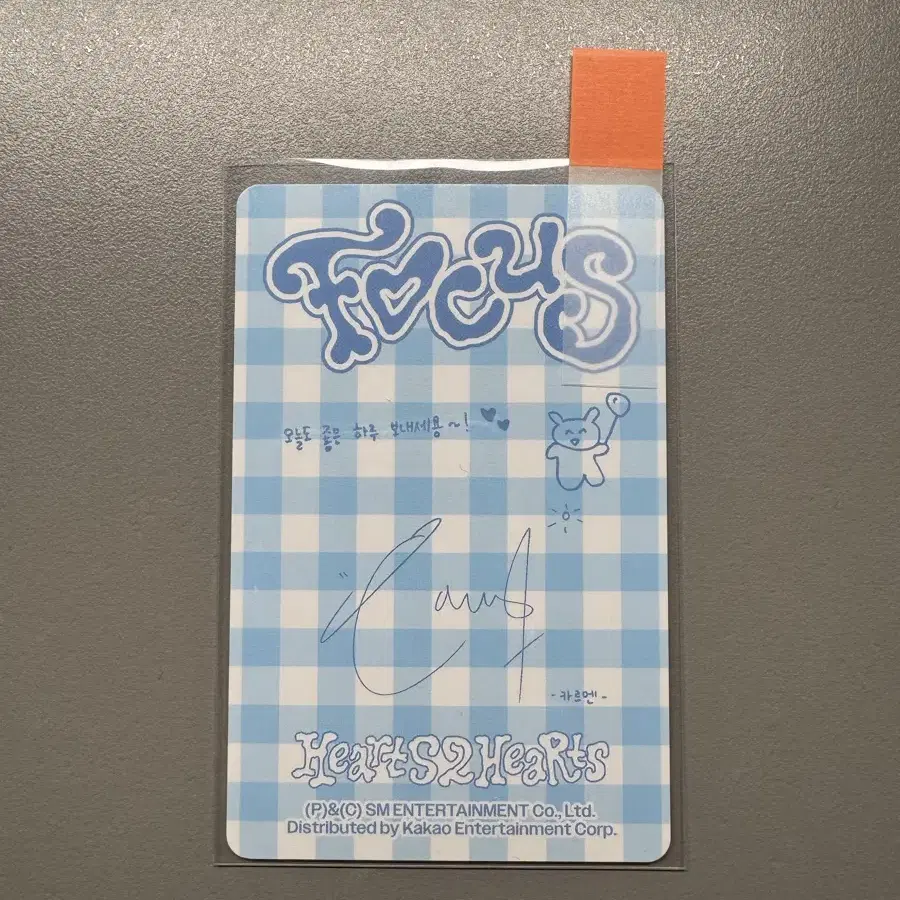 Focus
오늘도 좋은 하루 보내세용~!
-카르멘-
Hearts2Hearts
(P)&(C) SM ENTERTAINMENT Co., Ltd.
Distributed by Kakao Entertainment Corp.